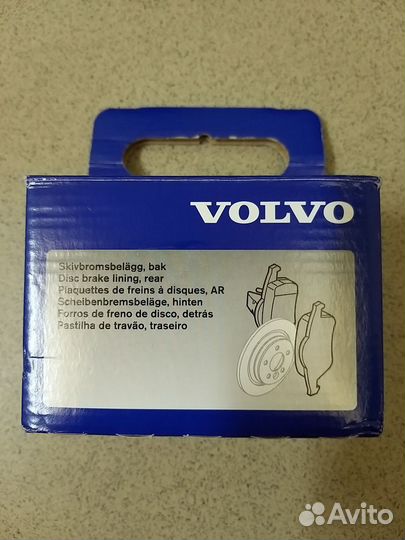 VOLVO
Skivbromsbelägg, bak
Disc brake lining, rear
Plaquettes de freins à disques, AR
Scheibenbremsbeläge, hinten
Forros de freno de disco, detrás
Pastilha de travão, traseiro
Avito